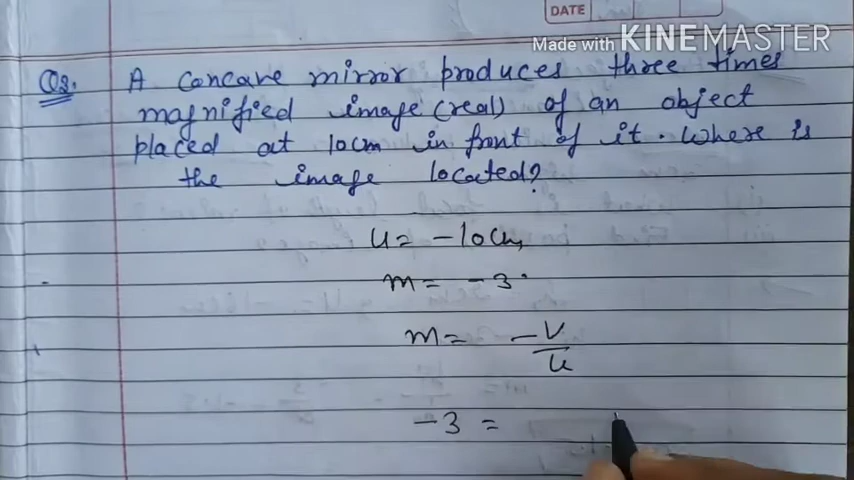 DATE
Made with KINEMASTER
Q3. A concave mirror produces three times
magnified image (real) of an object
placed at 10cm in front of it. Where is
the image located?
u = -10cm
m = -3.
m = -v/u
-3 =